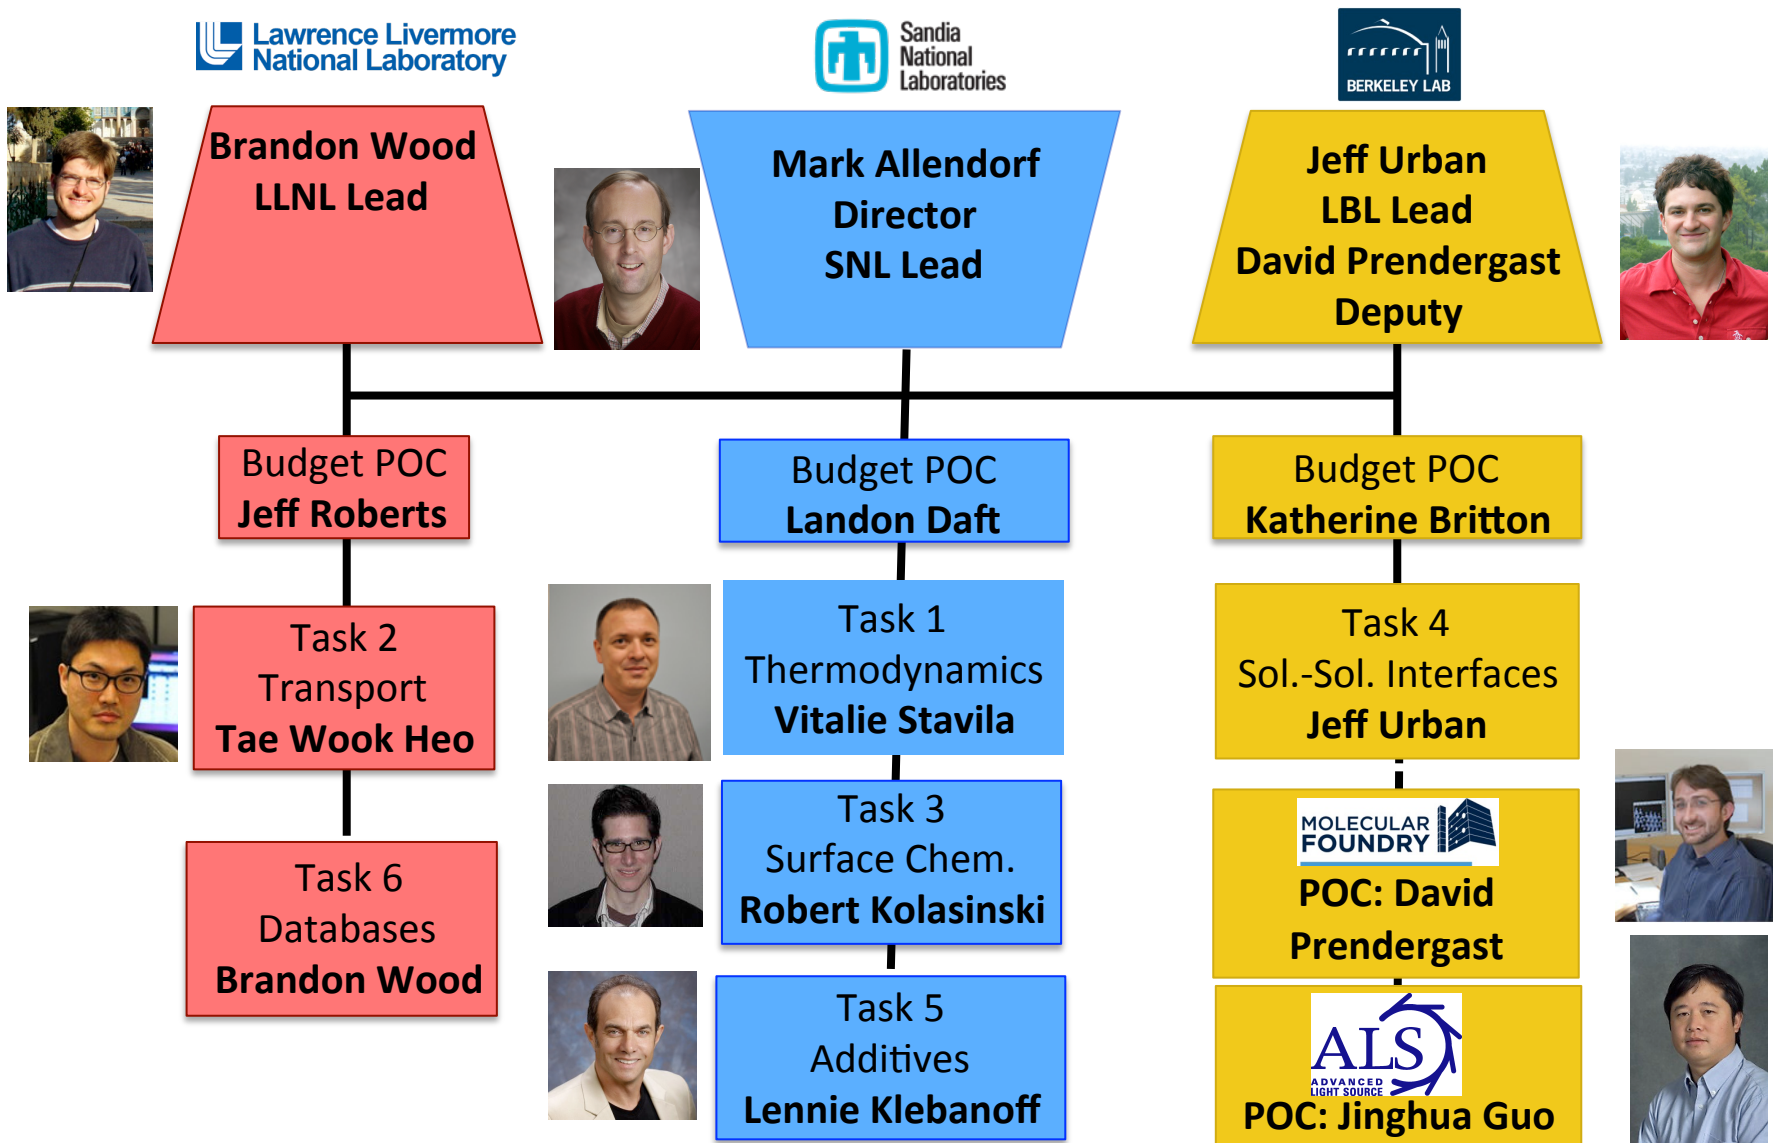 Lawrence Livermore
National Laboratory
Sandia
National
Laboratories
BERKELEY LAB
Brandon Wood
LLNL Lead
Mark Allendorf
Director
SNL Lead
Jeff Urban
LBL Lead
David Prendergast
Deputy
Budget POC
Jeff Roberts
Budget POC
Landon Daft
Budget POC
Katherine Britton
Task 2
Transport
Tae Wook Heo
Task 1
Thermodynamics
Vitalie Stavila
Task 4
Sol.-Sol. Interfaces
Jeff Urban
Task 6
Databases
Brandon Wood
Task 3
Surface Chem.
Robert Kolasinski
MOLECULAR
FOUNDRY
POC: David
Prendergast
Task 5
Additives
Lennie Klebanoff
ALS
ADVANCED
LIGHT SOURCE
POC: Jinghua Guo